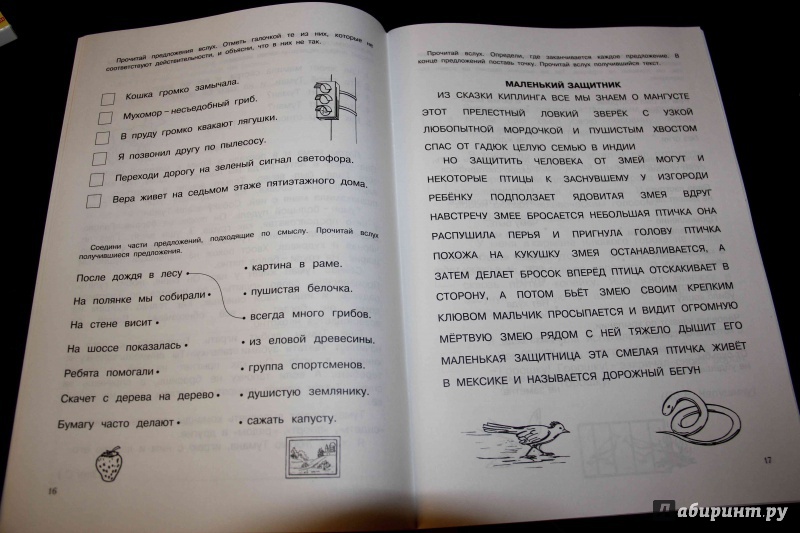 Прочитай предложения вслух. Отметь галочкой те из них, которые не
соответствуют действительности, и объясни, что в них не так.
Кошка громко замычала.
Мухомор – несъедобный гриб.
В пруду громко квакают лягушки.
Я позвонил другу по пылесосу.
Переходи дорогу на зеленый сигнал светофора.
Вера живет на седьмом этаже пятиэтажного дома.
Соедини части предложений, подходящие по смыслу. Прочитай вслух
получившиеся предложения.
После дождя в лесу • картина в раме.
На полянке мы собирали • • пушистая белочка.
На стене висит • • всегда много грибов.
На шоссе показалась • • из еловой древесины.
Ребята помогали • • группа спортсменов.
Скачет с дерева на дерево • • душистую землянику.
Бумагу часто делают • • сажать капусту.
16
Прочитай вслух. Определи, где заканчивается каждое предложение. В
конце предложений поставь точку. Прочитай вслух получившийся текст.
МАЛЕНЬКИЙ ЗАЩИТНИК
ИЗ СКАЗКИ КИПЛИНГА ВСЕ МЫ ЗНАЕМ О МАНГУСТЕ
ЭТОТ ПРЕЛЕСТНЫЙ ЛОВКИЙ ЗВЕРЁК С УЗКОЙ
ЛЮБОПЫТНОЙ МОРДОЧКОЙ И ПУШИСТЫМ ХВОСТОМ
СПАС ОТ ГАДЮК ЦЕЛУЮ СЕМЬЮ В ИНДИИ
НО ЗАЩИТИТЬ ЧЕЛОВЕКА ОТ ЗМЕЙ МОГУТ И
НЕКОТОРЫЕ ПТИЦЫ К ЗАСНУВШЕМУ У ИЗГОРОДИ
РЕБЁНКУ ПОДПОЛЗАЕТ ЯДОВИТАЯ ЗМЕЯ ВДРУГ
НАВСТРЕЧУ ЗМЕЕ БРОСАЕТСЯ НЕБОЛЬШАЯ ПТИЧКА ОНА
РАСПУШИЛА ПЕРЬЯ И ПРИГНУЛА ГОЛОВУ ПТИЧКА
ПОХОЖА НА КУКУШКУ ЗМЕЯ ОСТАНАВЛИВАЕТСЯ, А
ЗАТЕМ ДЕЛАЕТ БРОСОК ВПЕРЁД ПТИЦА ОТСКАКИВАЕТ В
СТОРОНУ, А ПОТОМ БЬЁТ ЗМЕЮ СВОИМ КРЕПКИМ
КЛЮВОМ МАЛЬЧИК ПРОСЫПАЕТСЯ И ВИДИТ ОГРОМНУЮ
МЁРТВУЮ ЗМЕЮ РЯДОМ С НЕЙ ТЯЖЕЛО ДЫШИТ ЕГО
МАЛЕНЬКАЯ ЗАЩИТНИЦА ЭТА СМЕЛАЯ ПТИЧКА ЖИВЁТ
В МЕКСИКЕ И НАЗЫВАЕТСЯ ДОРОЖНЫЙ БЕГУН
17
Лабиринт.ру